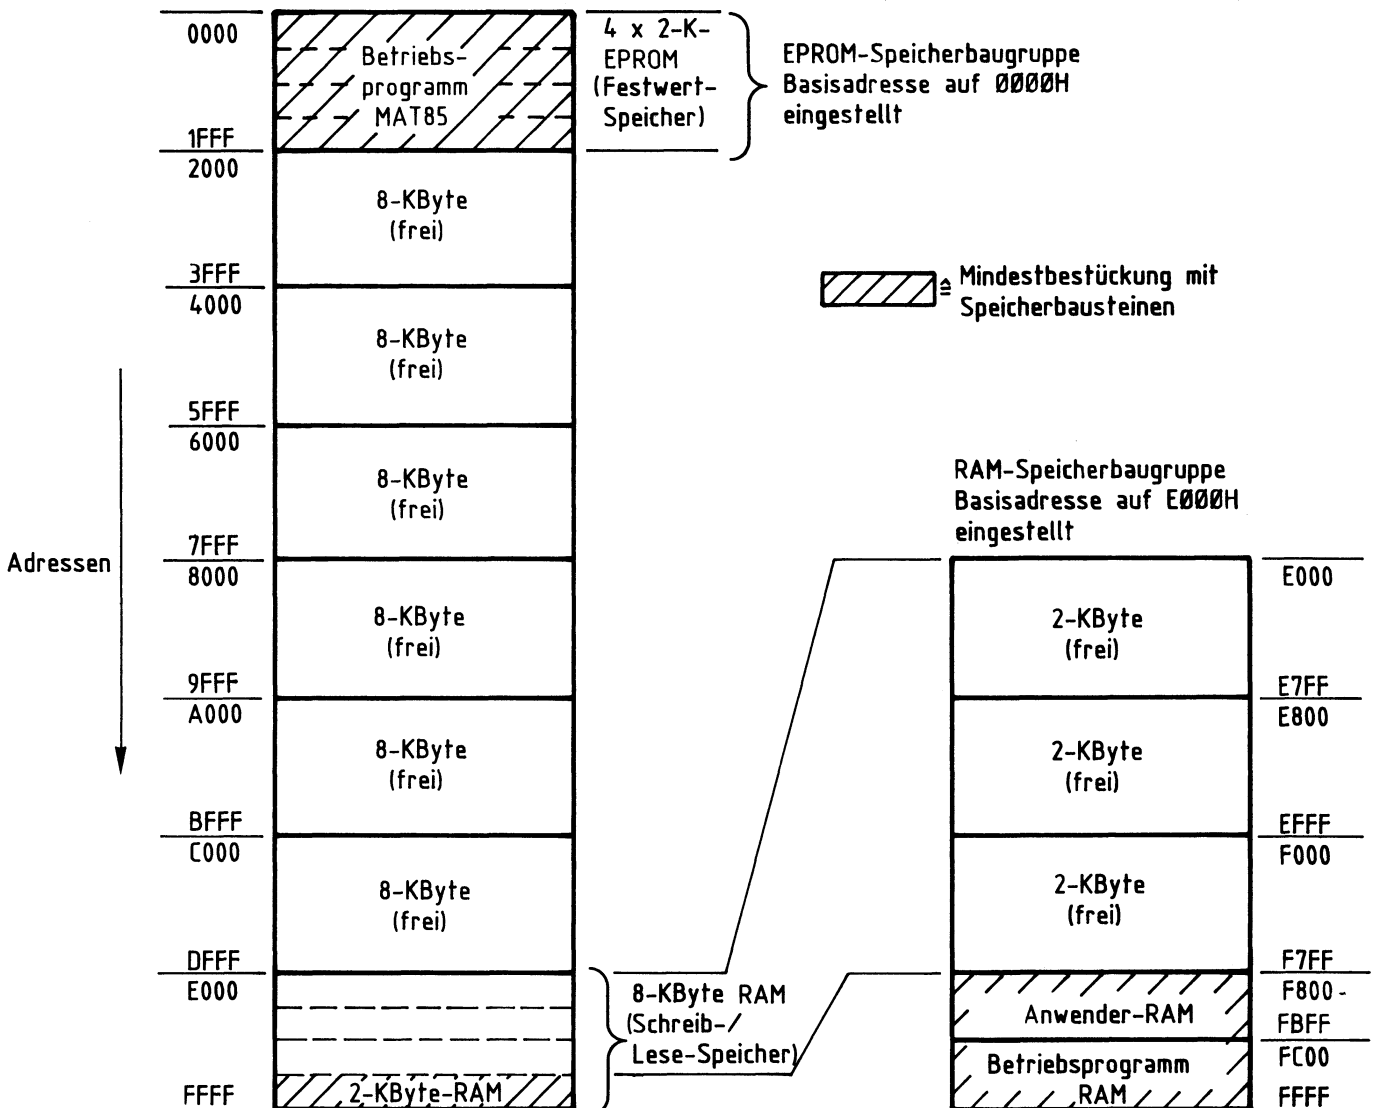 0000
Betriebs-
programm
MAT85
1FFF
4 x 2-K-
EPROM
(Festwert-
Speicher)
EPROM-Speicherbaugruppe
Basisadresse auf 0000H
eingestellt
2000
8-KByte
(frei)
3FFF
4000
8-KByte
(frei)
5FFF
6000
8-KByte
(frei)
7FFF
8000
8-KByte
(frei)
9FFF
A000
8-KByte
(frei)
BFFF
C000
8-KByte
(frei)
DFFF
E000
2-KByte-RAM
FFFF
Adressen
≙ Mindestbestückung mit
Speicherbausteinen
8-KByte RAM
(Schreib-/
Lese-Speicher)
RAM-Speicherbaugruppe
Basisadresse auf E000H
eingestellt
E000
2-KByte
(frei)
E7FF
E800
2-KByte
(frei)
EFFF
F000
2-KByte
(frei)
F7FF
F800-
Anwender-RAM
FBFF
FC00
Betriebsprogramm
RAM
FFFF